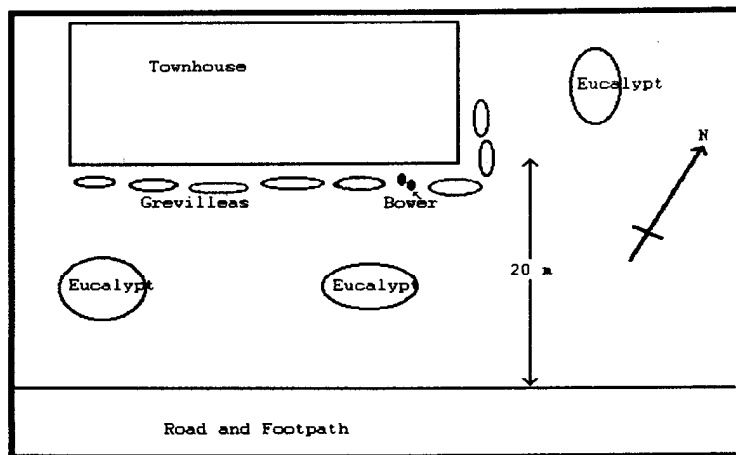 Townhouse
Eucalypt
N
Grevilleas
Bower
Eucalypt
Eucalypt
20 m
Road and Footpath